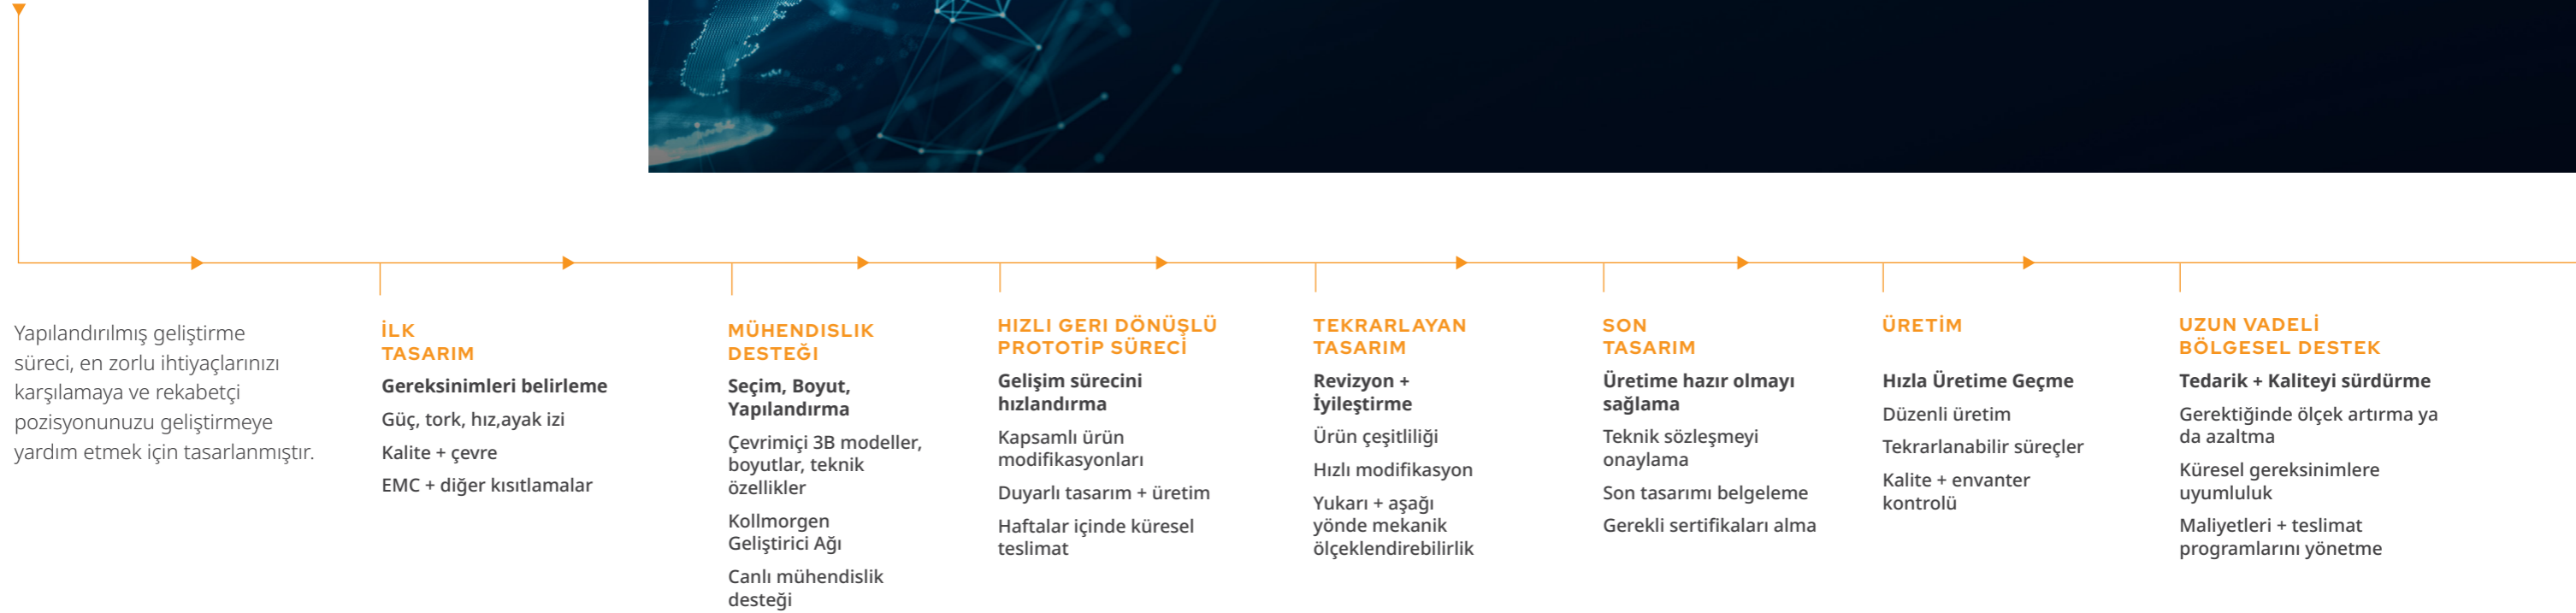 Yapılandırılmış geliştirme
süreci, en zorlu ihtiyaçlarınızı
karşılamaya ve rekabetçi
pozisyonunuzu geliştirmeye
yardım etmek için tasarlanmıştır.
İLK
TASARIM
Gereksinimleri belirleme
Güç, tork, hız,ayak izi
Kalite + çevre
EMC + diğer kısıtlamalar
MÜHENDISLIK
DESTEĞI
Seçim, Boyut,
Yapılandırma
Çevrimiçi 3B modeller,
boyutlar, teknik
özellikler
Kollmorgen
Geliştirici Ağı
Canlı mühendislik
desteği
HIZLI GERI DÖNÜŞLÜ
PROTOTİP SÜRECİ
Gelişim sürecini
hızlandırma
Kapsamlı ürün
modifikasyonları
Duyarlı tasarım + üretim
Haftalar içinde küresel
teslimat
TEKRARLAYAN
TASARIM
Revizyon +
İyileştirme
Ürün çeşitliliği
Hızlı modifikasyon
Yukarı + aşağı
yönde mekanik
ölçeklendirebilirlik
SON
TASARIM
Üretime hazır olmayı
sağlama
Teknik sözleşmeyi
onaylama
Son tasarımı belgeleme
Gerekli sertifikaları alma
ÜRETİM
Hızla Üretime Geçme
Düzenli üretim
Tekrarlanabilir süreçler
Kalite + envanter
kontrolü
UZUN VADELİ
BÖLGESEL DESTEK
Tedarik + Kaliteyi sürdürme
Gerektiğinde ölçek artırma ya
da azaltma
Küresel gereksinimlere
uyumluluk
Maliyetleri + teslimat
programlarını yönetme